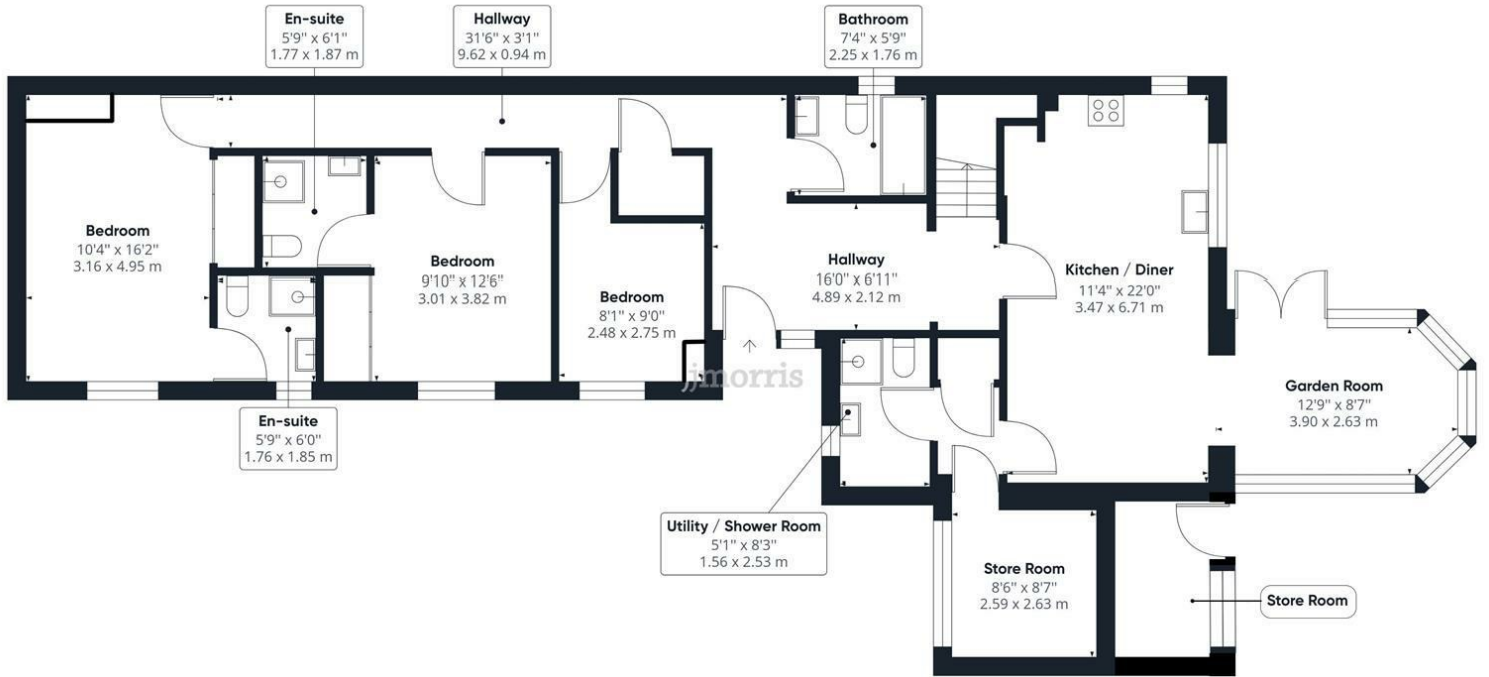 En-suite
5'9" x 6'1"
1.77 x 1.87 m
Hallway
31'6" x 3'1"
9.62 x 0.94 m
Bathroom
7'4" x 5'9"
2.25 x 1.76 m
Bedroom
10'4" x 16'2"
3.16 x 4.95 m
Bedroom
9'10" x 12'6"
3.01 x 3.82 m
Bedroom
8'1" x 9'0"
2.48 x 2.75 m
Hallway
16'0" x 6'11"
4.89 x 2.12 m
Kitchen / Diner
11'4" x 22'0"
3.47 x 6.71 m
Garden Room
12'9" x 8'7"
3.90 x 2.63 m
jjmorris
En-suite
5'9" x 6'0"
1.76 x 1.85 m
Utility / Shower Room
5'1" x 8'3"
1.56 x 2.53 m
Store Room
8'6" x 8'7"
2.59 x 2.63 m
Store Room